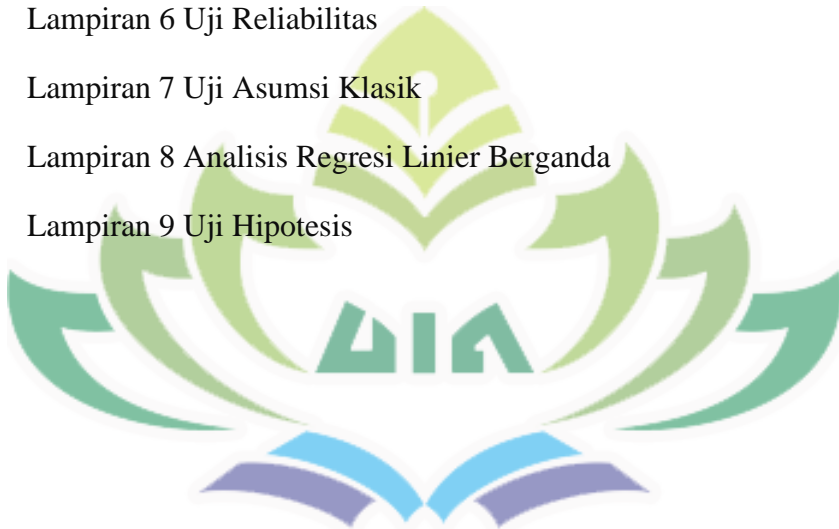 Lampiran 6 Uji Reliabilitas
Lampiran 7 Uji Asumsi Klasik
Lampiran 8 Analisis Regresi Linier Berganda
Lampiran 9 Uji Hipotesis